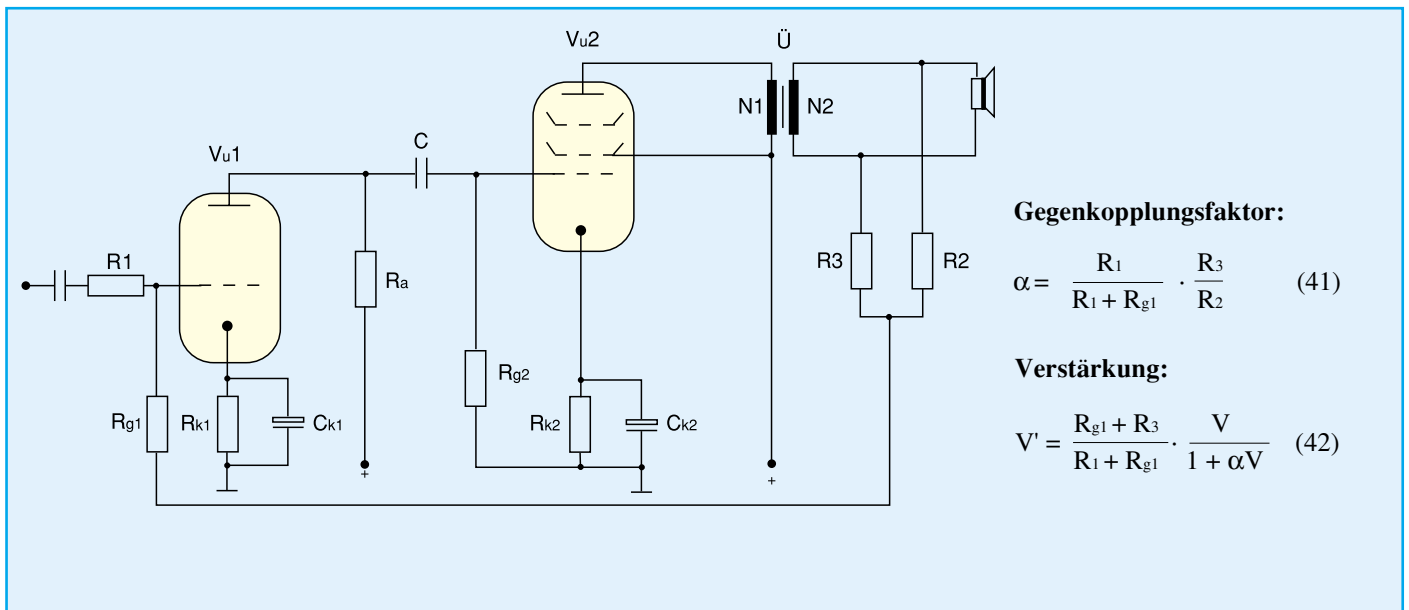 Vu2
Ü
N1 N2
C
Vu1
Gegenkopplungsfaktor:
R1
Ra
R3
R2
α = R1 / (R1 + Rg1) · R3 / R2 (41)
Verstärkung:
Rg2
Rg1
Rk1
Ck1
Rk2
Ck2
V' = (Rg1 + R3) / (R1 + Rg1) · V / (1 + αV) (42)
+
+